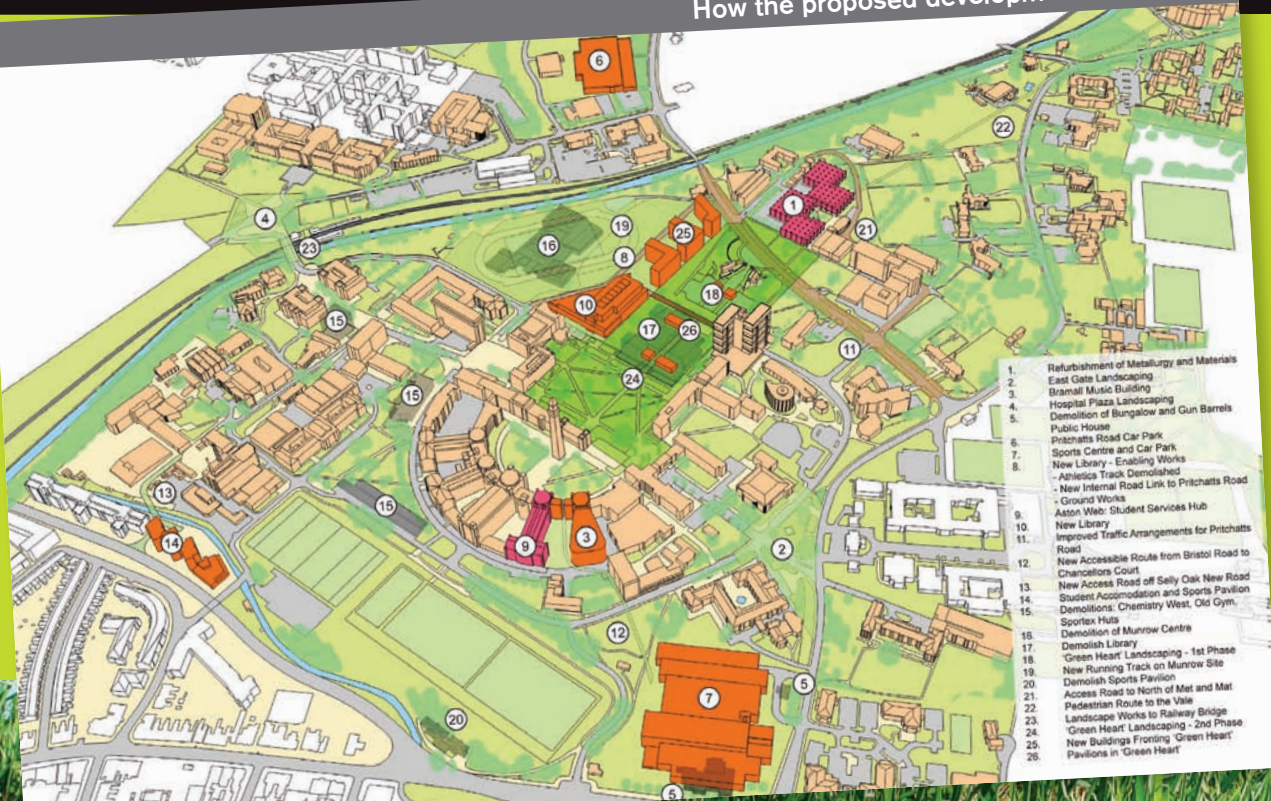 How the proposed developm
6
22
1
4
19
25
21
23
16
8
18
10
17
26
15
11
24
15
15
13
9
3
2
14
12
7
5
20
5
1. Refurbishment of Metallurgy and Materials
2. East Gate Landscaping
3. Bramall Music Building
4. Hospital Plaza Landscaping
5. Demolition of Bungalow and Gun Barrels
Public House
6. Pritchatts Road Car Park
7. Sports Centre and Car Park
8. New Library - Enabling Works
- Athletics Track Demolished
- New Internal Road Link to Pritchatts Road
- Ground Works
9. Aston Web: Student Services Hub
10. New Library
11. Improved Traffic Arrangements for Pritchatts
Road
12. New Accessible Route from Bristol Road to
Chancellors Court
13. New Access Road off Selly Oak New Road
14. Student Accomodation and Sports Pavilion
15. Demolitions: Chemistry West, Old Gym,
Sportex Huts
16. Demolition of Munrow Centre
17. Demolish Library
18. 'Green Heart' Landscaping - 1st Phase
19. New Running Track on Munrow Site
20. Demolish Sports Pavilion
21. Access Road to North of Met and Mat
22. Pedestrian Route to the Vale
23. Landscape Works to Railway Bridge
24. 'Green Heart' Landscaping - 2nd Phase
25. New Buildings Fronting 'Green Heart'
26. Pavilions in 'Green Heart'